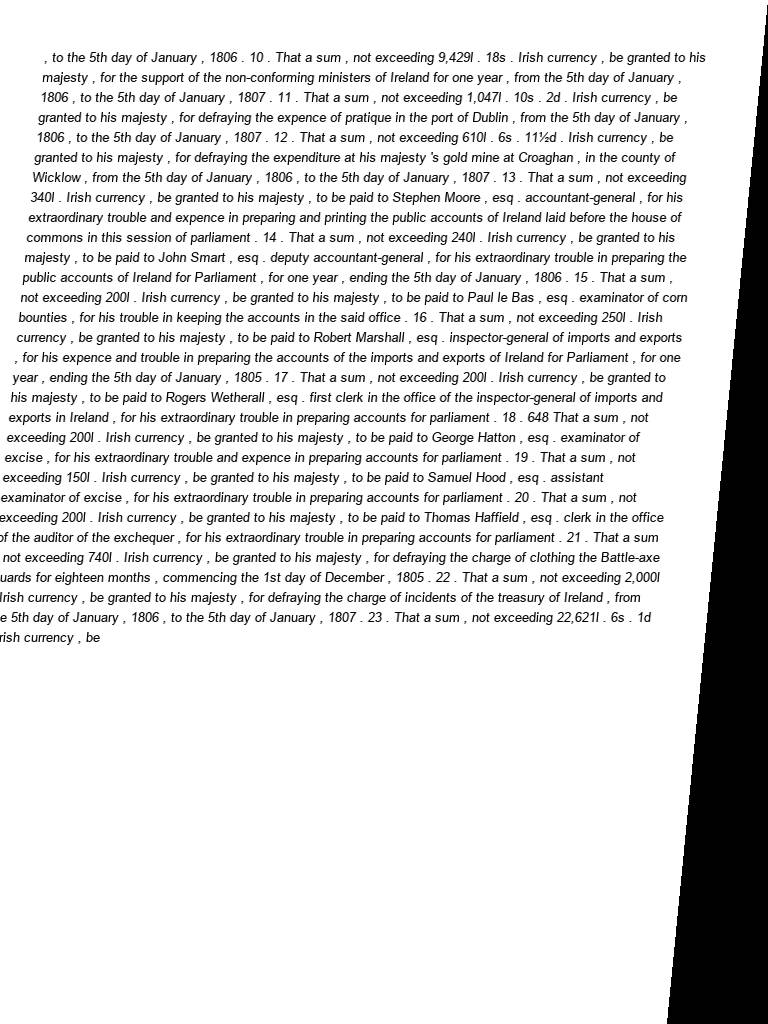 , to the 5th day of January , 1806 . 10 . That a sum , not exceeding 9,429l . 18s . Irish currency , be granted to his
majesty , for the support of the non-conforming ministers of Ireland for one year , from the 5th day of January ,
1806 , to the 5th day of January , 1807 . 11 . That a sum , not exceeding 1,047l . 10s . 2d . Irish currency , be
granted to his majesty , for defraying the expence of pratique in the port of Dublin , from the 5th day of January ,
1806 , to the 5th day of January , 1807 . 12 . That a sum , not exceeding 610l . 6s . 11½d . Irish currency , be
granted to his majesty , for defraying the expenditure at his majesty 's gold mine at Croaghan , in the county of
Wicklow , from the 5th day of January , 1806 , to the 5th day of January , 1807 . 13 . That a sum , not exceeding
340l . Irish currency , be granted to his majesty , to be paid to Stephen Moore , esq . accountant-general , for his
extraordinary trouble and expence in preparing and printing the public accounts of Ireland laid before the house of
commons in this session of parliament . 14 . That a sum , not exceeding 240l . Irish currency , be granted to his
majesty , to be paid to John Smart , esq . deputy accountant-general , for his extraordinary trouble in preparing the
public accounts of Ireland for Parliament , for one year , ending the 5th day of January , 1806 . 15 . That a sum ,
not exceeding 200l . Irish currency , be granted to his majesty , to be paid to Paul le Bas , esq . examiner of corn
bounties , for his trouble in keeping the accounts in the said office . 16 . That a sum , not exceeding 250l . Irish
currency , be granted to his majesty , to be paid to Robert Marshall , esq . inspector-general of imports and exports
, for his expence and trouble in preparing the accounts of the imports and exports of Ireland for Parliament , for one
year , ending the 5th day of January , 1805 . 17 . That a sum , not exceeding 200l . Irish currency , be granted to
his majesty , to be paid to Rogers Wetherall , esq . first clerk in the office of the inspector-general of imports and
exports in Ireland , for his extraordinary trouble in preparing accounts for parliament . 18 . 648 That a sum , not
exceeding 200l . Irish currency , be granted to his majesty , to be paid to George Hatton , esq . examinator of
excise , for his extraordinary trouble and expence in preparing accounts for parliament . 19 . That a sum , not
exceeding 150l . Irish currency , be granted to his majesty , to be paid to Samuel Hood , esq . assistant
examinator of excise , for his extraordinary trouble in preparing accounts for parliament . 20 . That a sum , not
exceeding 200l . Irish currency , be granted to his majesty , to be paid to Thomas Haffield , esq . clerk in the office
of the auditor of the exchequer , for his extraordinary trouble in preparing accounts for parliament . 21 . That a sum
not exceeding 740l . Irish currency , be granted to his majesty , for defraying the charge of clothing the Battle-axe
uards for eighteen months , commencing the 1st day of December , 1805 . 22 . That a sum , not exceeding 2,000l
Irish currency , be granted to his majesty , for defraying the charge of incidents of the treasury of Ireland , from
e 5th day of January , 1806 , to the 5th day of January , 1807 . 23 . That a sum , not exceeding 22,621l . 6s . 1d
rish currency , be